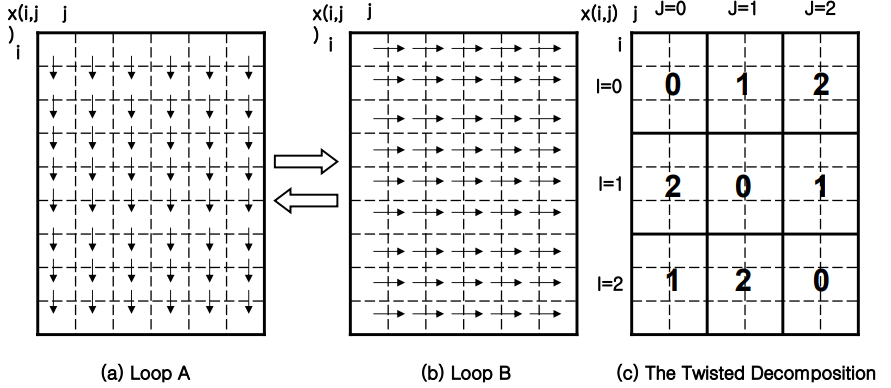 x(i,j
)
j
i
x(i,j
)
j
i
x(i,j) j J=0 J=1 J=2
i
I=0 0 1 2
I=1 2 0 1
I=2 1 2 0
(a) Loop A
(b) Loop B
(c) The Twisted Decomposition